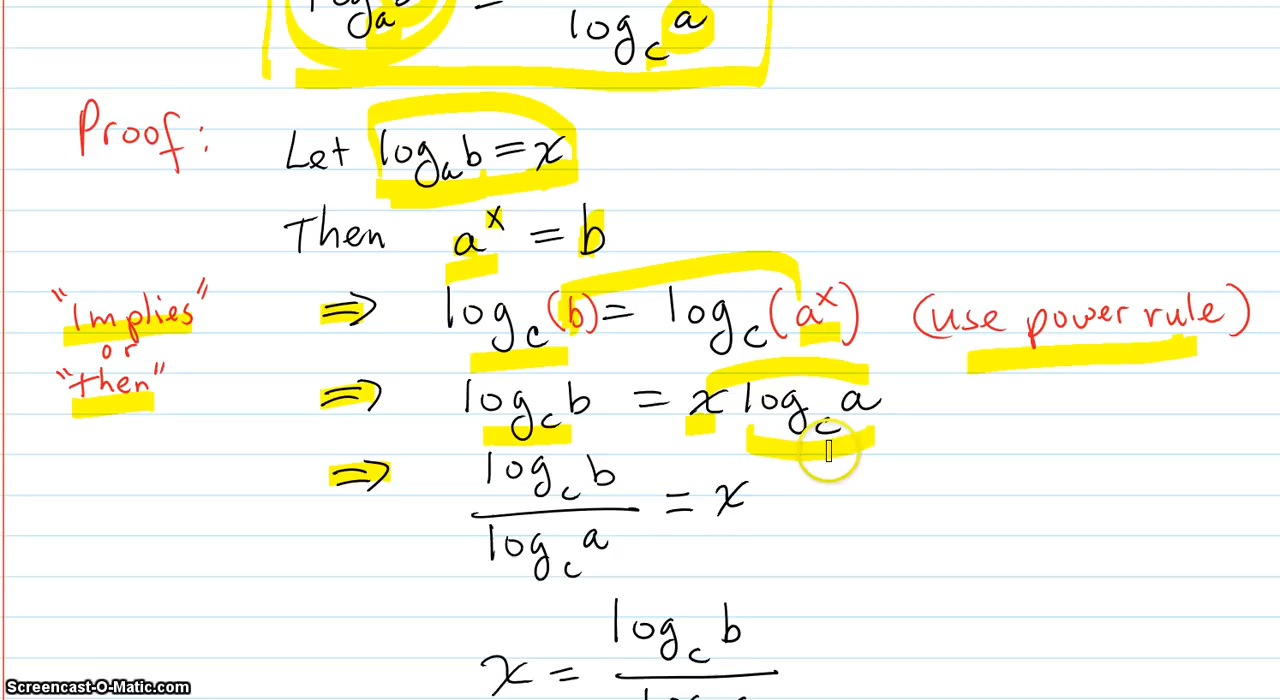 log_a b = 
log_c a
Proof:
Let log_a b = x
Then a^x = b
"Implies" or "then"
⇒ log_c (b) = log_c (a^x) (use power rule)
⇒ log_c b = x log_c a
⇒ log_c b / log_c a = x
x = log_c b
Screencast-O-Matic.com